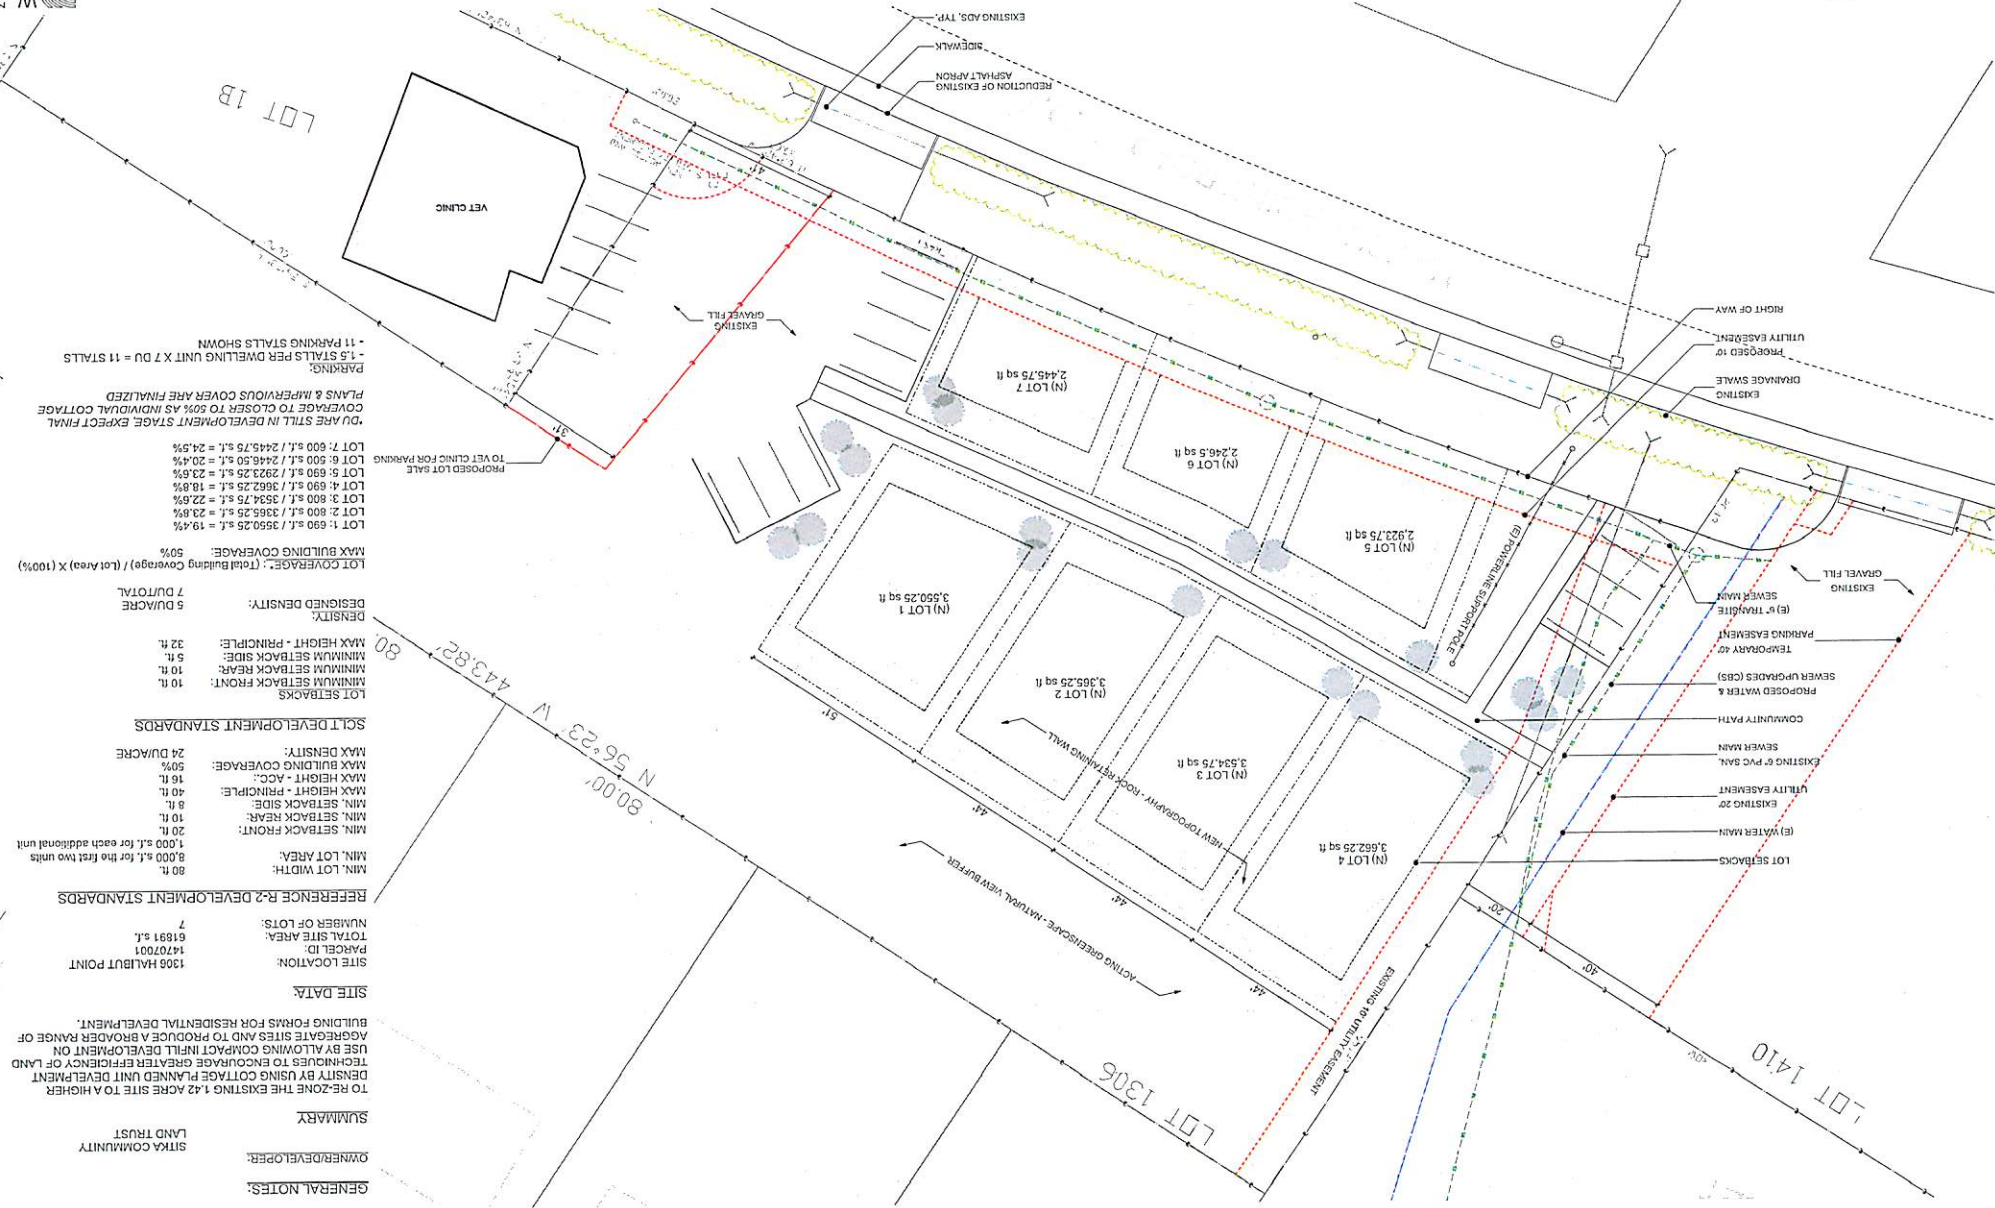 GENERAL NOTES:
OWNER/DEVELOPER:
SITKA COMMUNITY
LAND TRUST
SUMMARY
TO RE-ZONE THE EXISTING 1.42 ACRE SITE TO A HIGHER
DENSITY BY USING COTTAGE PLANNED UNIT DEVELPMENT
TECHNIQUES TO ENCOURAGE GREATER EFFICIENCY OF LAND
USE BY ALLOWING COMPACT INFILL DEVELOPMENT ON
AGGREGATE SITES AND TO PRODUCE A BROADER RANGE OF
BUILDING FORMS FOR RESIDENTIAL DEVELPMENT.
SITE DATA:
SITE LOCATION: 1306 HALIBUT POINT
PARCEL ID: 14707001
TOTAL SITE AREA: 61891 s.f.
NUMBER OF LOTS: 7
REFERENCE R-2 DEVELOPMENT STANDARDS
MIN. LOT WIDTH: 80 ft.
MIN. LOT AREA: 8,000 s.f. for the first two units
1,000 s.f. for each additional unit
MIN. SETBACK FRONT: 20 ft.
MIN. SETBACK REAR: 10 ft.
MIN. SETBACK SIDE: 8 ft.
MAX HEIGHT - PRINCIPLE: 40 ft.
MAX HEIGHT - ACC.: 16 ft.
MAX BUILDING COVERAGE: 50%
MAX DENSITY: 24 DU/ACRE
SCLT DEVELOPMENT STANDARDS
LOT SETBACKS
MINIMUM SETBACK FRONT: 10 ft.
MINIMUM SETBACK REAR: 10 ft.
MINIMUM SETBACK SIDE: 5 ft.
MAX HEIGHT - PRINCIPLE: 32 ft.
DENSITY:
DESIGNED DENSITY: 5 DU/ACRE
7 DU/TOTAL
LOT COVERAGE*: (Total Building Coverage) / (Lot Area) X (100%)
MAX BUILDING COVERAGE: 50%
LOT 1: 690 s.f. / 3550.25 s.f. = 19.4%
LOT 2: 800 s.f. / 3365.25 s.f. = 23.8%
LOT 3: 800 s.f. / 3534.75 s.f. = 22.6%
LOT 4: 690 s.f. / 3662.25 s.f. = 18.8%
LOT 5: 690 s.f. / 2923.25 s.f. = 23.6%
LOT 6: 500 s.f. / 2446.50 s.f. = 20.4%
LOT 7: 600 s.f. / 2445.75 s.f. = 24.5%
*DU ARE STILL IN DEVELOPMENT STAGE, EXPECT FINAL
COVERAGE TO CLOSER TO 50% AS INDIVIDUAL COTTAGE
PLANS & IMPERVIOUS COVER ARE FINALIZED
PARKING:
- 1.5 STALLS PER DWELLING UNIT X 7 DU = 11 STALLS
- 11 PARKING STALLS SHOWN
LOT 1410
LOT 1306
40'
20'
EXISTING 10' UTILITY EASEMENT
ACTING GREENSCAPE - NATURAL VIEW BUFFER
44'
44'
44'
51'
N 56°23' W 443.82'
80.00'
80.
LOT SETBACKS
(E) WATER MAIN
EXISTING 20'
UTILITY EASEMENT
EXISTING 6" PVC SAN.
SEWER MAIN
COMMUNITY PATH
PROPOSED WATER &
SEWER UPGRADES (CBS)
TEMPORARY 40'
PARKING EASEMENT
(E) 6" TRANSITE
SEWER MAIN
EXISTING
GRAVEL FILL
(N) LOT 4
3,662.25 sq ft
NEW TOPOGRAPHY - ROCK RETAINING WALL
(N) LOT 3
3,534.75 sq ft
(N) LOT 2
3,365.25 sq ft
(N) LOT 1
3,550.25 sq ft
(E) POWERLINE SUPPORT POLE
(N) LOT 5
2,923.75 sq ft
(N) LOT 6
2,246.5 sq ft
(N) LOT 7
2,445.75 sq ft
PROPOSED LOT SALE
TO VET CLINIC FOR PARKING
31'
EXISTING
DRAINAGE SWALE
PROPOSED 10'
UTILITY EASEMENT
RIGHT OF WAY
EXISTING
GRAVEL FILL
41'
VET CLINIC
LOT 1B
REDUCTION OF EXISTING
ASPHALT APRON
SIDEWALK
EXISTING ADS, TYP.
W